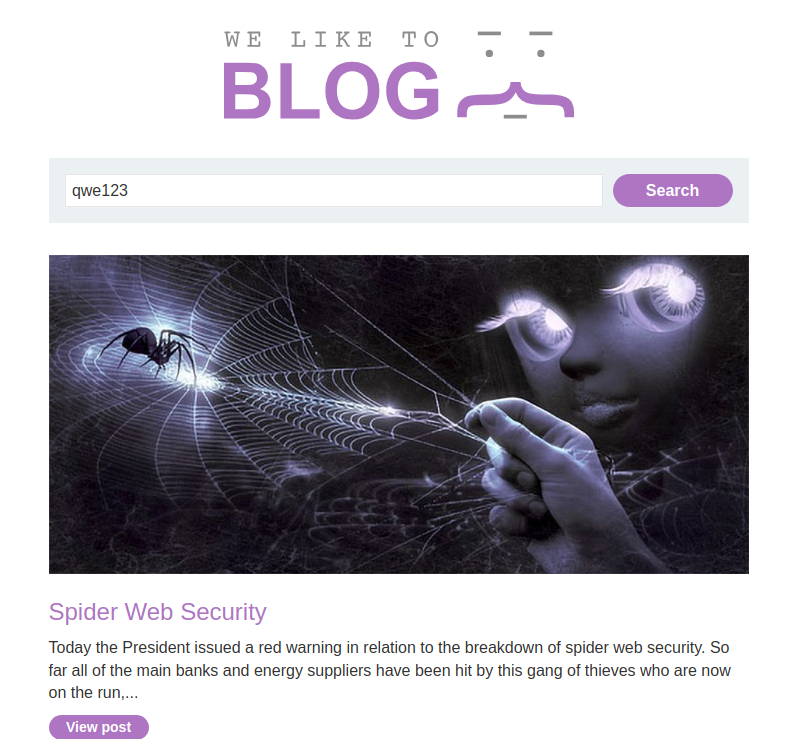 WE LIKE TO
BLOG
qwe123
Search
Spider Web Security
Today the President issued a red warning in relation to the breakdown of spider web security. So
far all of the main banks and energy suppliers have been hit by this gang of thieves who are now
on the run,...
View post